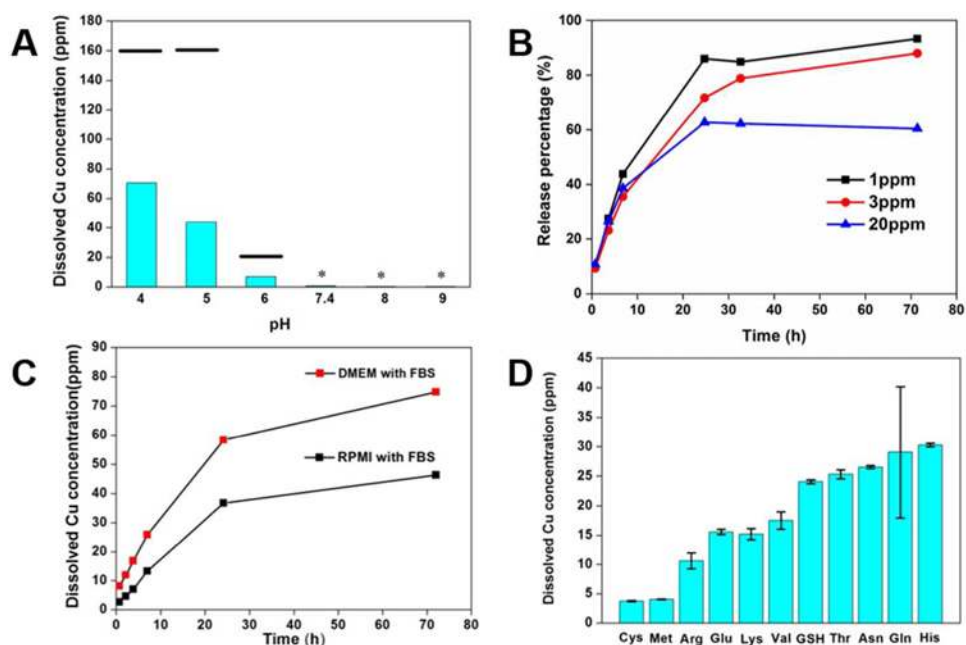 A
Dissolved Cu concentration (ppm)
180
160
140
120
100
80
60
40
20
0
* * *
4 5 6 7.4 8 9
pH
B
Release percentage (%)
100
80
60
40
20
0
1ppm
3ppm
20ppm
0 10 20 30 40 50 60 70 80
Time (h)
C
Dissolved Cu concentration(ppm)
90
80
70
60
50
40
30
20
10
0
DMEM with FBS
RPMI with FBS
0 10 20 30 40 50 60 70 80
Time (h)
D
Dissolved Cu concentration (ppm)
45
40
35
30
25
20
15
10
5
0
Cys Met Arg Glu Lys Val GSH Thr Asn Gln His